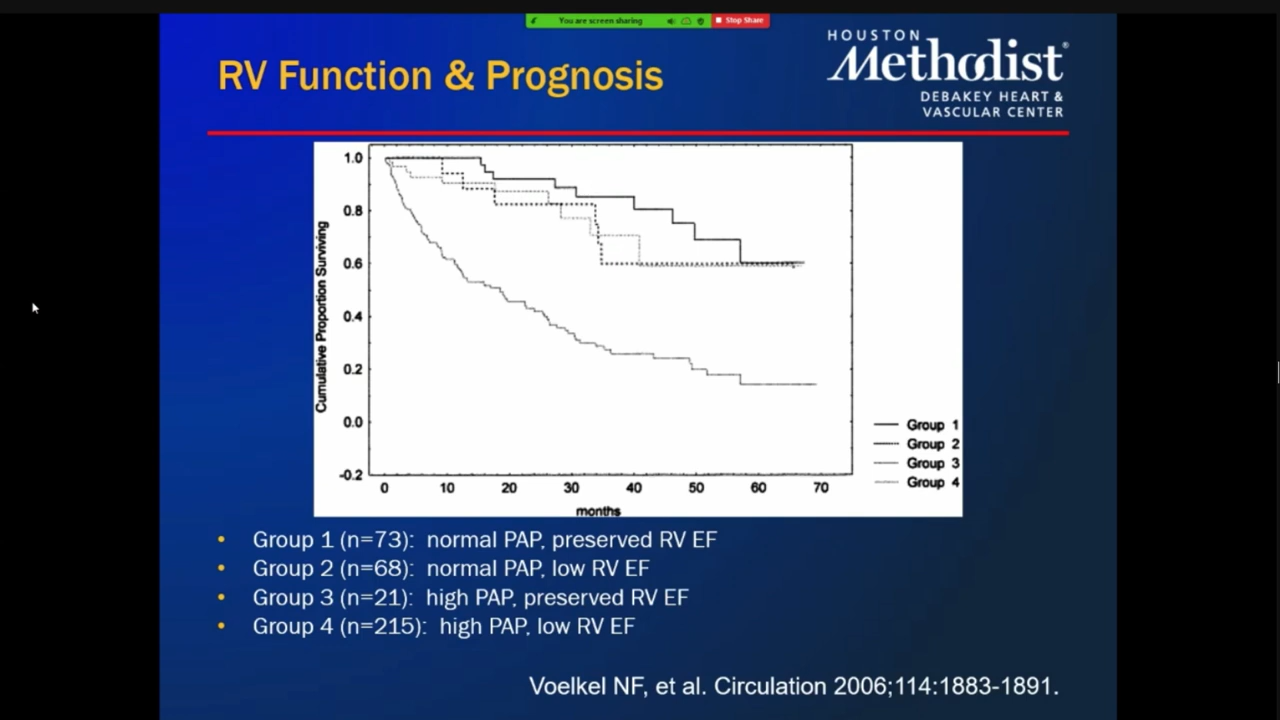 You are screen sharing
Stop Share
RV Function & Prognosis
HOUSTON
Methodist®
DEBAKEY HEART &
VASCULAR CENTER
Cumulative Proportion Surviving
1.0
0.8
0.6
0.4
0.2
0.0
-0.2
0 10 20 30 40 50 60 70
months
Group 1
Group 2
Group 3
Group 4
• Group 1 (n=73): normal PAP, preserved RV EF
• Group 2 (n=68): normal PAP, low RV EF
• Group 3 (n=21): high PAP, preserved RV EF
• Group 4 (n=215): high PAP, low RV EF
Voelkel NF, et al. Circulation 2006;114:1883-1891.